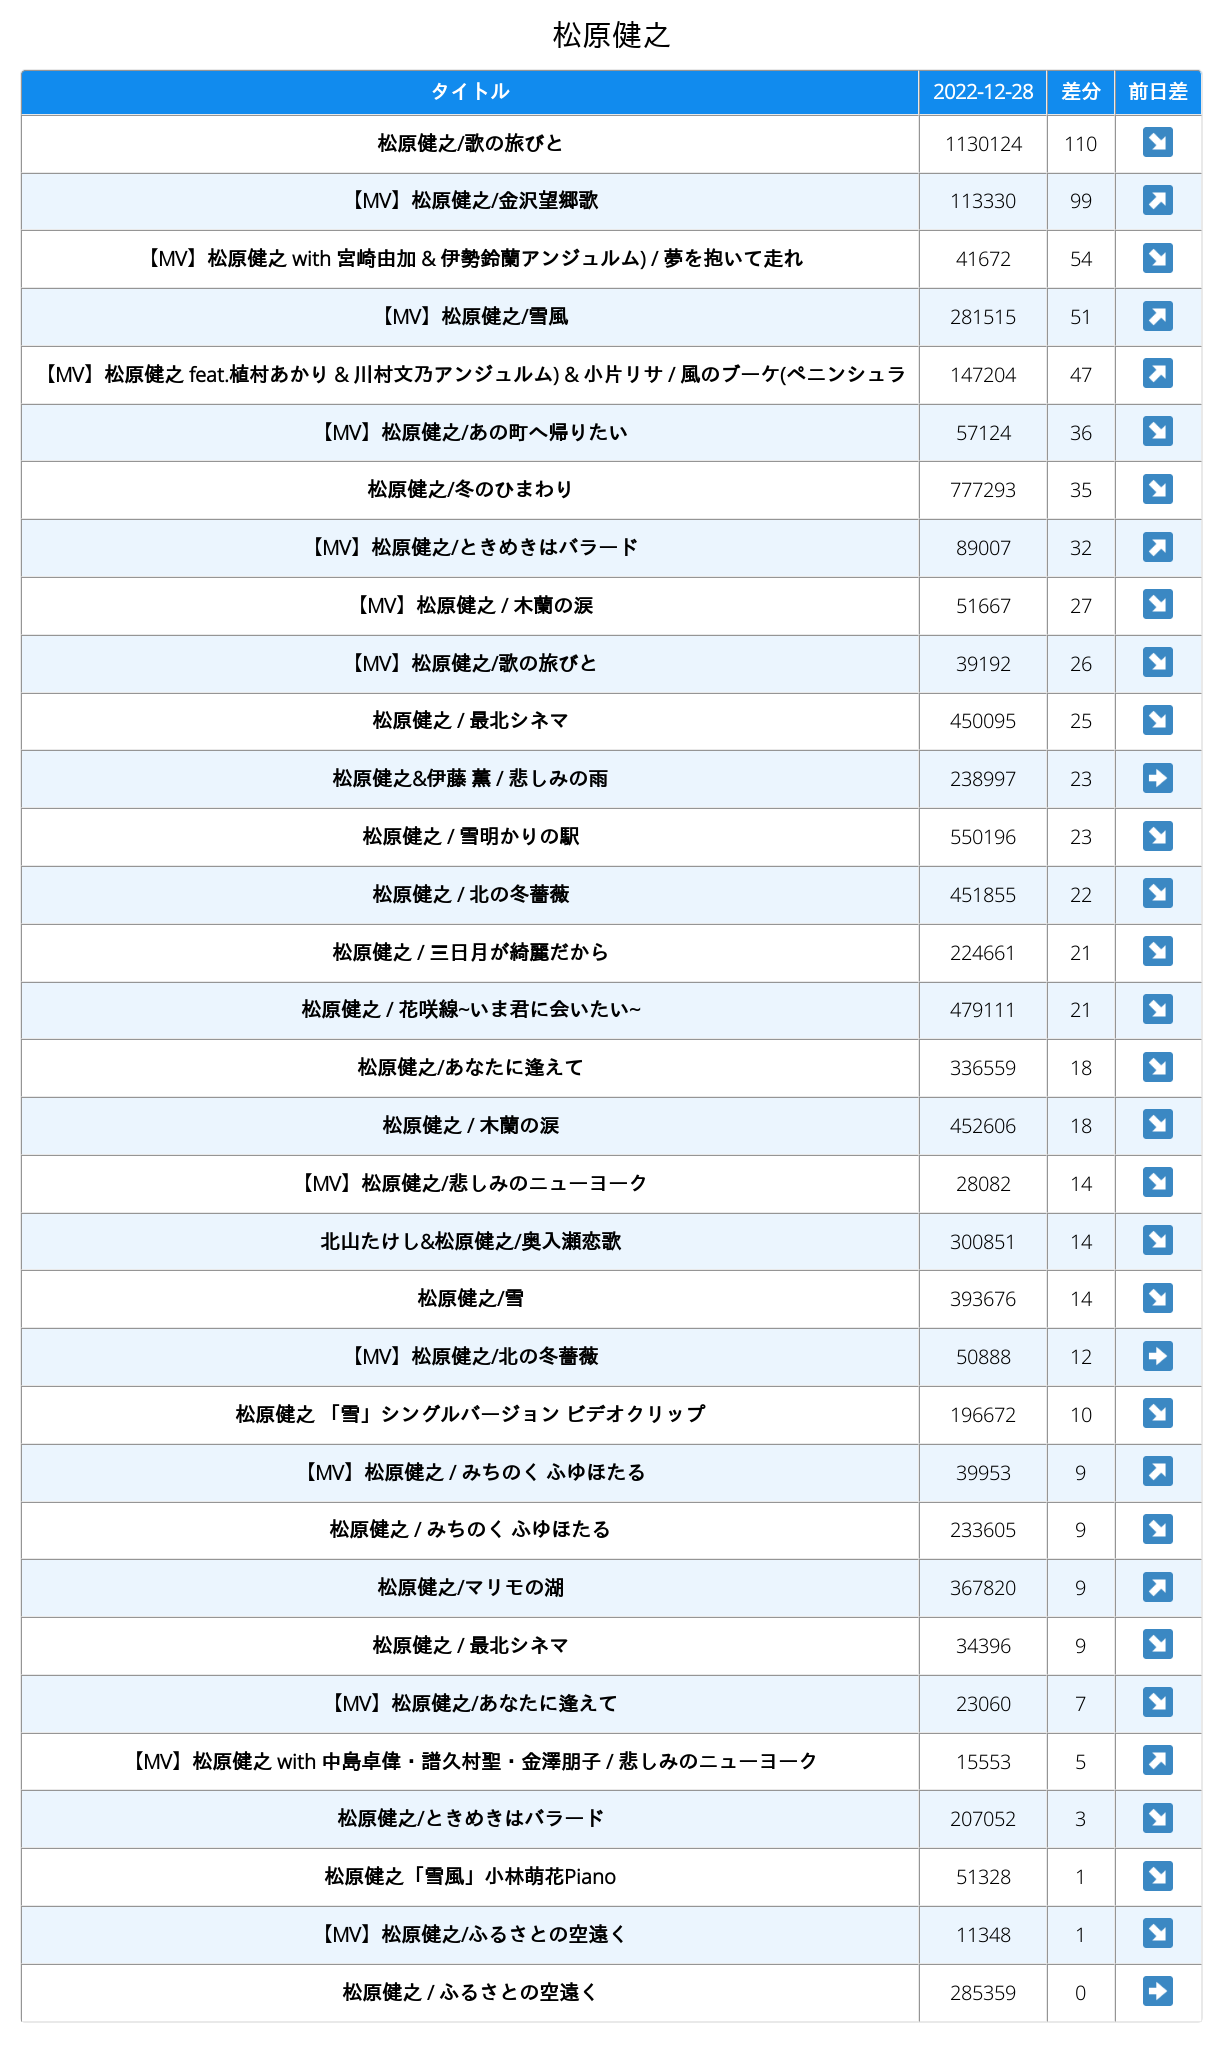 松原健之
タイトル 2022-12-28 差分 前日差
松原健之/歌の旅びと 1130124 110 ↘
【MV】松原健之/金沢望郷歌 113330 99 ↗
【MV】松原健之 with 宮崎由加 & 伊勢鈴蘭アンジュルム) / 夢を抱いて走れ 41672 54 ↘
【MV】松原健之/雪風 281515 51 ↗
【MV】松原健之 feat.植村あかり & 川村文乃アンジュルム) & 小片リサ / 風のブーケ(ペニンシュラ 147204 47 ↗
【MV】松原健之/あの町へ帰りたい 57124 36 ↘
松原健之/冬のひまわり 777293 35 ↘
【MV】松原健之/ときめきはバラード 89007 32 ↗
【MV】松原健之 / 木蘭の涙 51667 27 ↘
【MV】松原健之/歌の旅びと 39192 26 ↘
松原健之 / 最北シネマ 450095 25 ↘
松原健之&伊藤 薫 / 悲しみの雨 238997 23 ➡
松原健之 / 雪明かりの駅 550196 23 ↘
松原健之 / 北の冬薔薇 451855 22 ↘
松原健之 / 三日月が綺麗だから 224661 21 ↘
松原健之 / 花咲線~いま君に会いたい~ 479111 21 ↘
松原健之/あなたに逢えて 336559 18 ↘
松原健之 / 木蘭の涙 452606 18 ↘
【MV】松原健之/悲しみのニューヨーク 28082 14 ↘
北山たけし&松原健之/奥入瀬恋歌 300851 14 ↘
松原健之/雪 393676 14 ↘
【MV】松原健之/北の冬薔薇 50888 12 ➡
松原健之 「雪」シングルバージョン ビデオクリップ 196672 10 ↘
【MV】松原健之 / みちのく ふゆほたる 39953 9 ↗
松原健之 / みちのく ふゆほたる 233605 9 ↘
松原健之/マリモの湖 367820 9 ↗
松原健之 / 最北シネマ 34396 9 ↘
【MV】松原健之/あなたに逢えて 23060 7 ↘
【MV】松原健之 with 中島卓偉・譜久村聖・金澤朋子 / 悲しみのニューヨーク 15553 5 ↗
松原健之/ときめきはバラード 207052 3 ↘
松原健之「雪風」小林萌花Piano 51328 1 ↘
【MV】松原健之/ふるさとの空遠く 11348 1 ↘
松原健之 / ふるさとの空遠く 285359 0 ➡